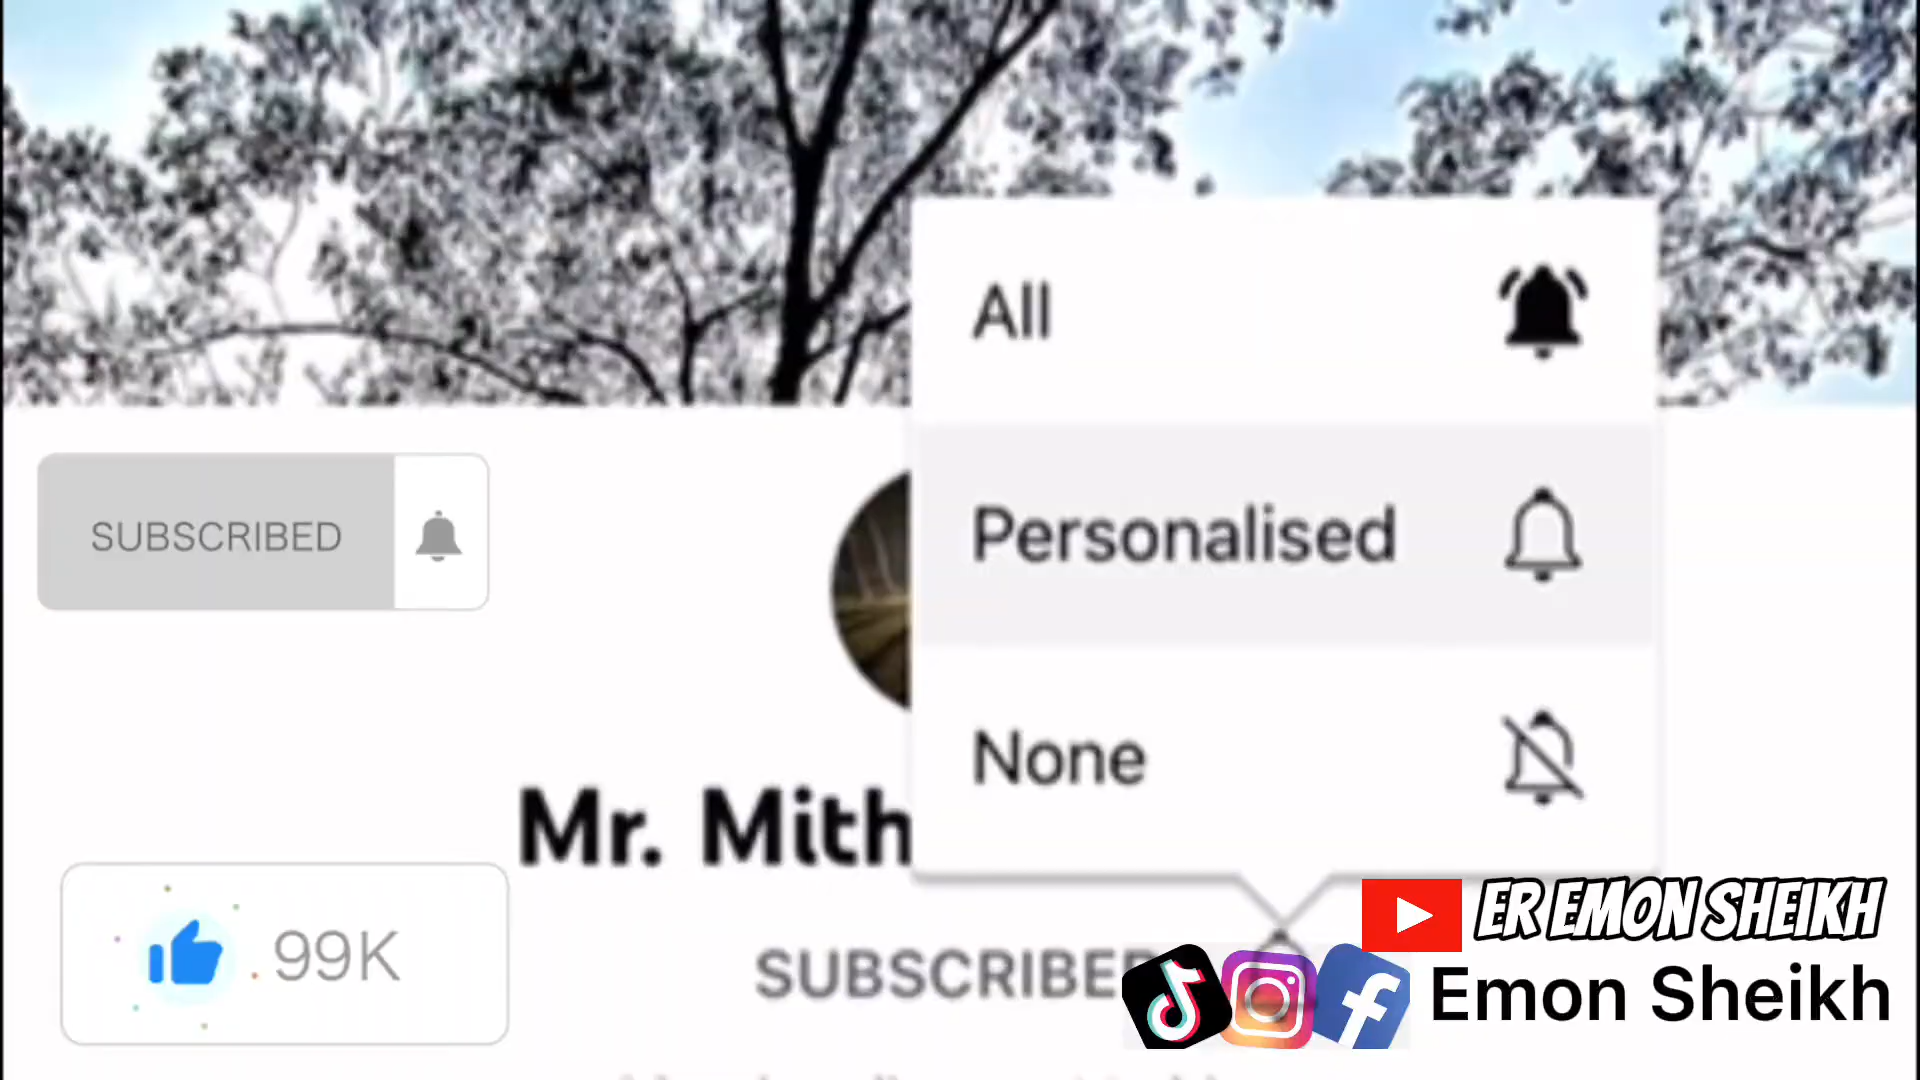 All
Personalised
None
SUBSCRIBED
Mr. Mith
99K
SUBSCRIBE
ER EMON SHEIKH
Emon Sheikh